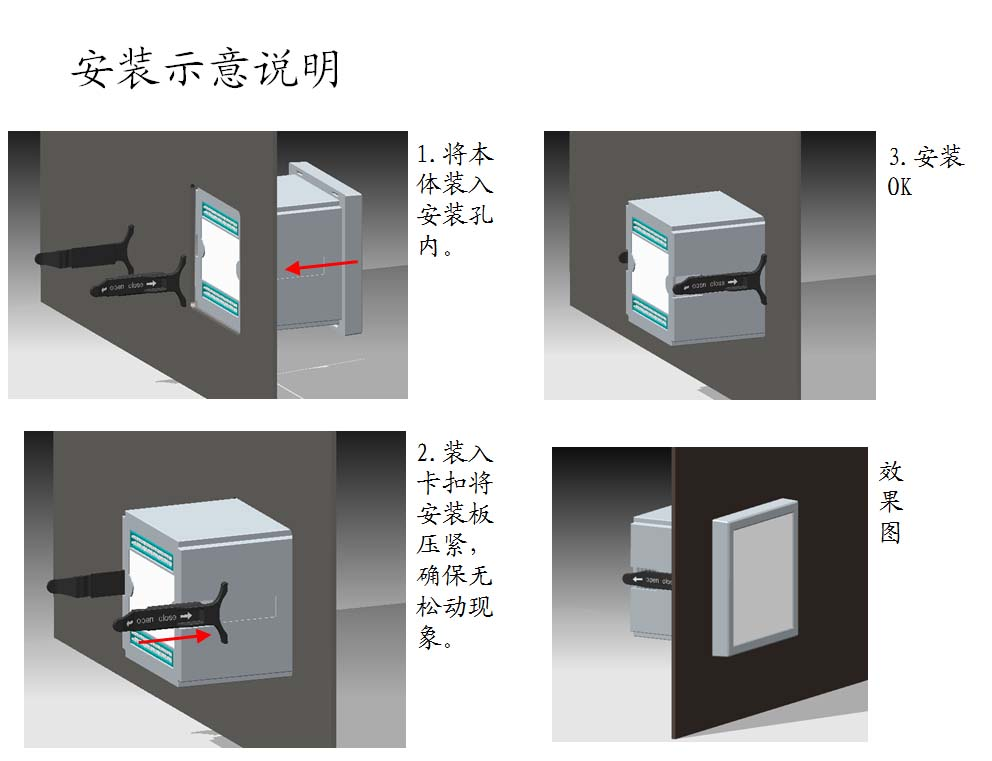 安装示意说明
1.将本
体装入
安装孔
内。
open close
2.装入
卡扣将
安装板
压紧，
确保无
松动现
象。
open close
3.安装
OK
open close
效
果
图
open clos